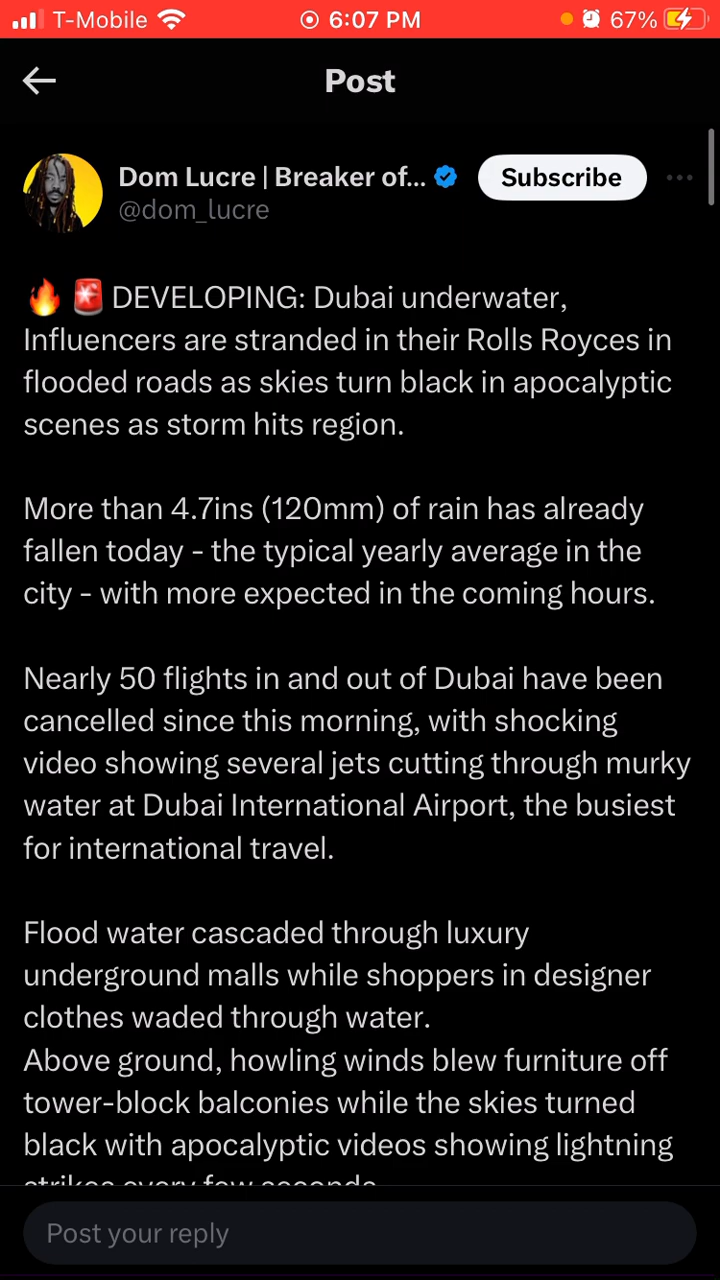 T-Mobile 6:07 PM 67%
Post
Dom Lucre | Breaker of...
@dom_lucre
Subscribe
🔥 🚨 DEVELOPING: Dubai underwater,
Influencers are stranded in their Rolls Royces in
flooded roads as skies turn black in apocalyptic
scenes as storm hits region.
More than 4.7ins (120mm) of rain has already
fallen today - the typical yearly average in the
city - with more expected in the coming hours.
Nearly 50 flights in and out of Dubai have been
cancelled since this morning, with shocking
video showing several jets cutting through murky
water at Dubai International Airport, the busiest
for international travel.
Flood water cascaded through luxury
underground malls while shoppers in designer
clothes waded through water.
Above ground, howling winds blew furniture off
tower-block balconies while the skies turned
black with apocalyptic videos showing lightning
strikes every few seconds.
Post your reply